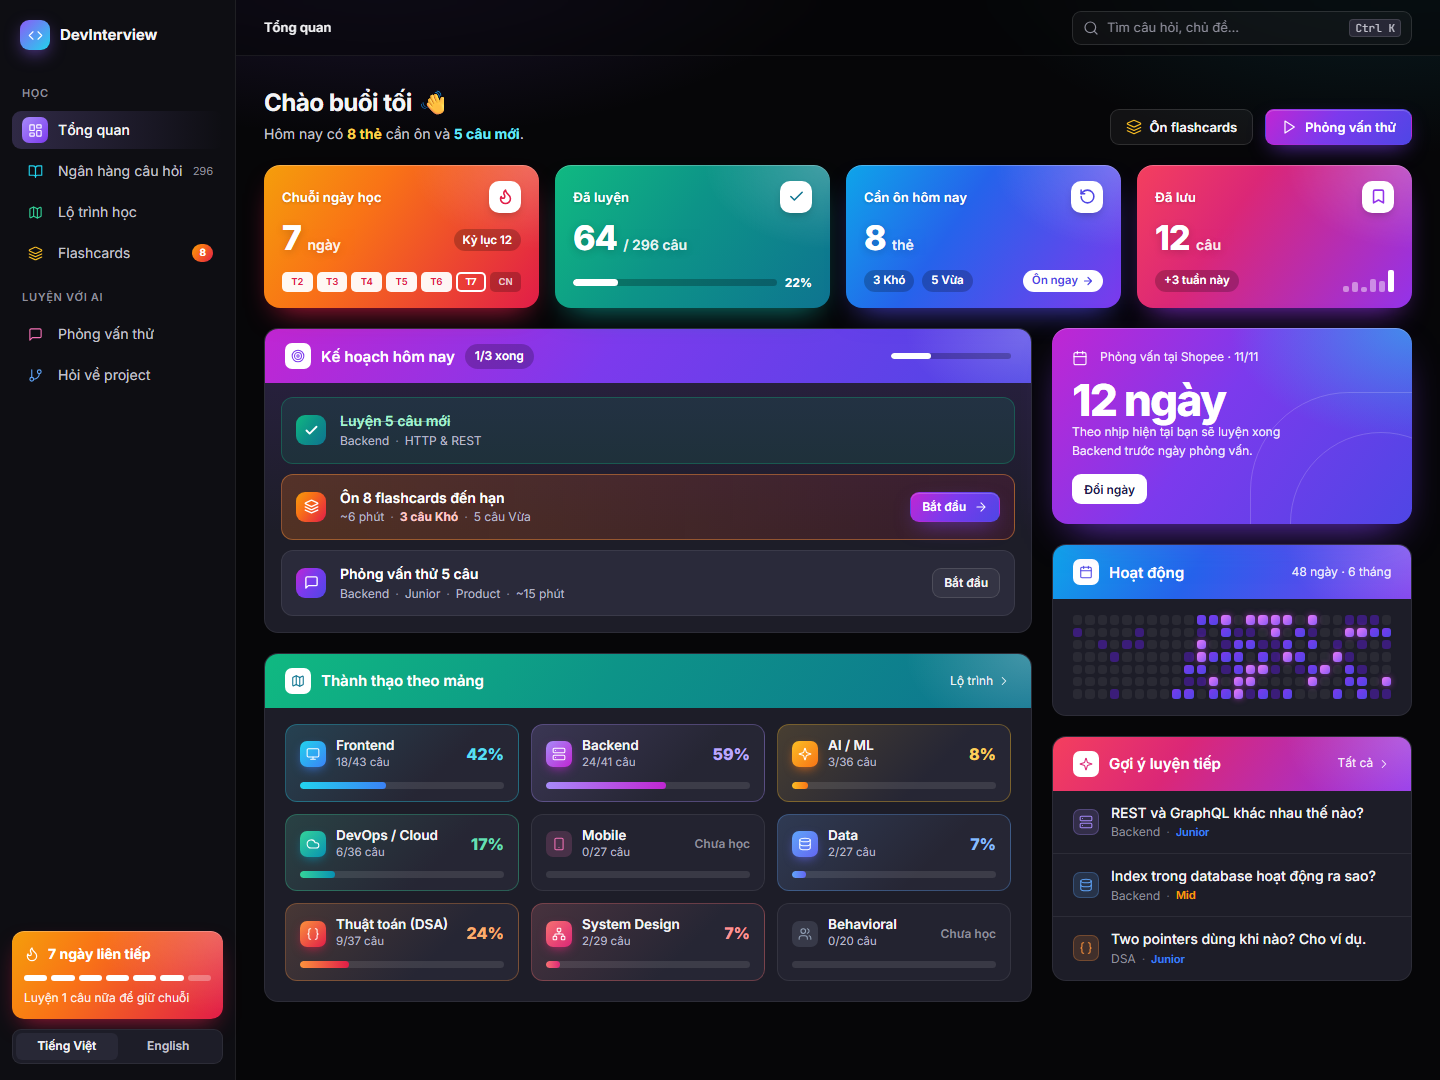 DevInterview
HỌC
Tổng quan
Ngân hàng câu hỏi 296
Lộ trình học
Flashcards 8
LUYỆN VỚI AI
Phỏng vấn thử
Hỏi về project
7 ngày liên tiếp
Luyện 1 câu nữa để giữ chuỗi
Tiếng Việt English
Tổng quan
Tìm câu hỏi, chủ đề... Ctrl K
Chào buổi tối 👋
Hôm nay có 8 thẻ cần ôn và 5 câu mới.
Ôn flashcards
Phỏng vấn thử
Chuỗi ngày học
7 ngày
Kỷ lục 12
T2 T3 T4 T5 T6 T7 CN
Đã luyện
64 / 296 câu
22%
Cần ôn hôm nay
8 thẻ
3 Khó 5 Vừa Ôn ngay →
Đã lưu
12 câu
+3 tuần này
Kế hoạch hôm nay 1/3 xong
Luyện 5 câu mới
Backend · HTTP & REST
Ôn 8 flashcards đến hạn
~6 phút · 3 câu Khó · 5 câu Vừa
Bắt đầu →
Phỏng vấn thử 5 câu
Backend · Junior · Product · ~15 phút
Bắt đầu
Thành thạo theo mảng
Lộ trình
Frontend
18/43 câu
42%
Backend
24/41 câu
59%
AI / ML
3/36 câu
8%
DevOps / Cloud
6/36 câu
17%
Mobile
0/27 câu
Chưa học
Data
2/27 câu
7%
Thuật toán (DSA)
9/37 câu
24%
System Design
2/29 câu
7%
Behavioral
0/20 câu
Chưa học
Phỏng vấn tại Shopee · 11/11
12 ngày
Theo nhịp hiện tại bạn sẽ luyện xong
Backend trước ngày phỏng vấn.
Đổi ngày
Hoạt động
48 ngày · 6 tháng
Gợi ý luyện tiếp
Tất cả
REST và GraphQL khác nhau thế nào?
Backend · Junior
Index trong database hoạt động ra sao?
Backend · Mid
Two pointers dùng khi nào? Cho ví dụ.
DSA · Junior